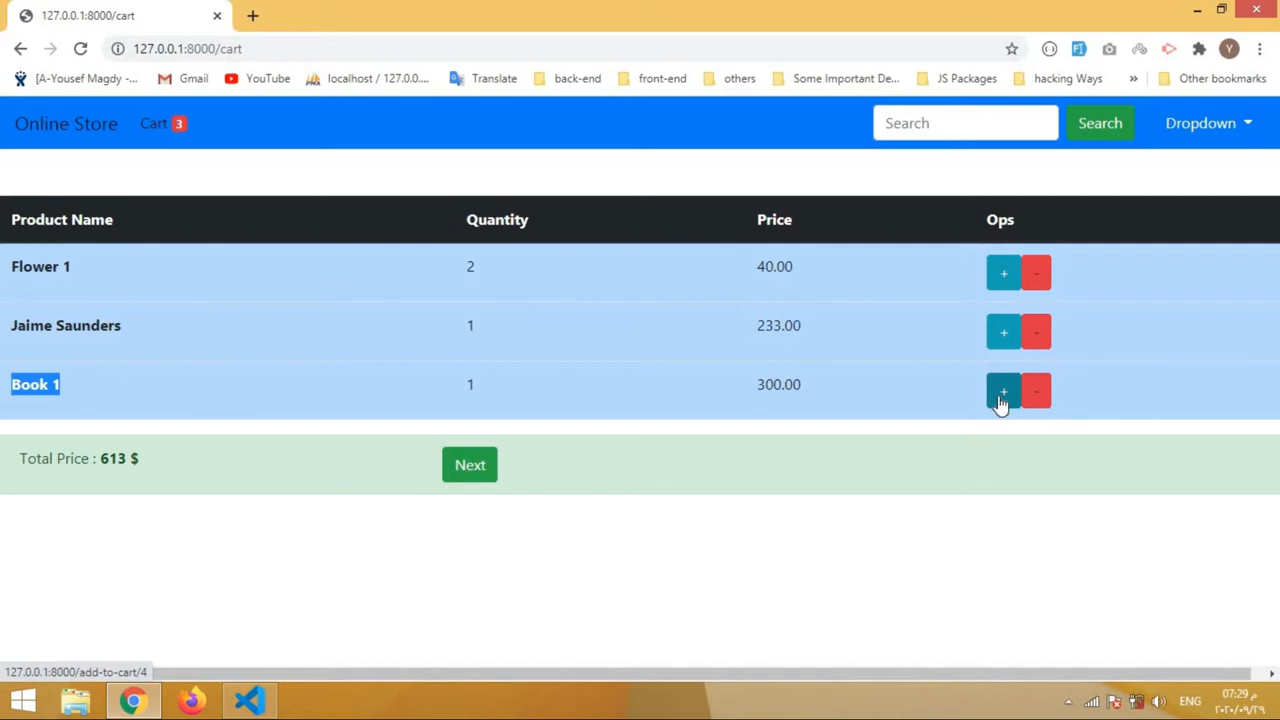 127.0.0.1:8000/cart
127.0.0.1:8000/cart
[A-Yousef Magdy -... Gmail YouTube localhost / 127.0.0.... Translate back-end front-end others Some Important De... JS Packages hacking Ways » Other bookmarks
Online Store Cart 3 Search Search Dropdown
Product Name Quantity Price Ops
Flower 1 2 40.00 + -
Jaime Saunders 1 233.00 + -
Book 1 1 300.00 + -
Total Price : 613 $ Next
127.0.0.1:8000/add-to-cart/4
ENG 07:29 م
٢٠٢٠/٠٩/٢٩